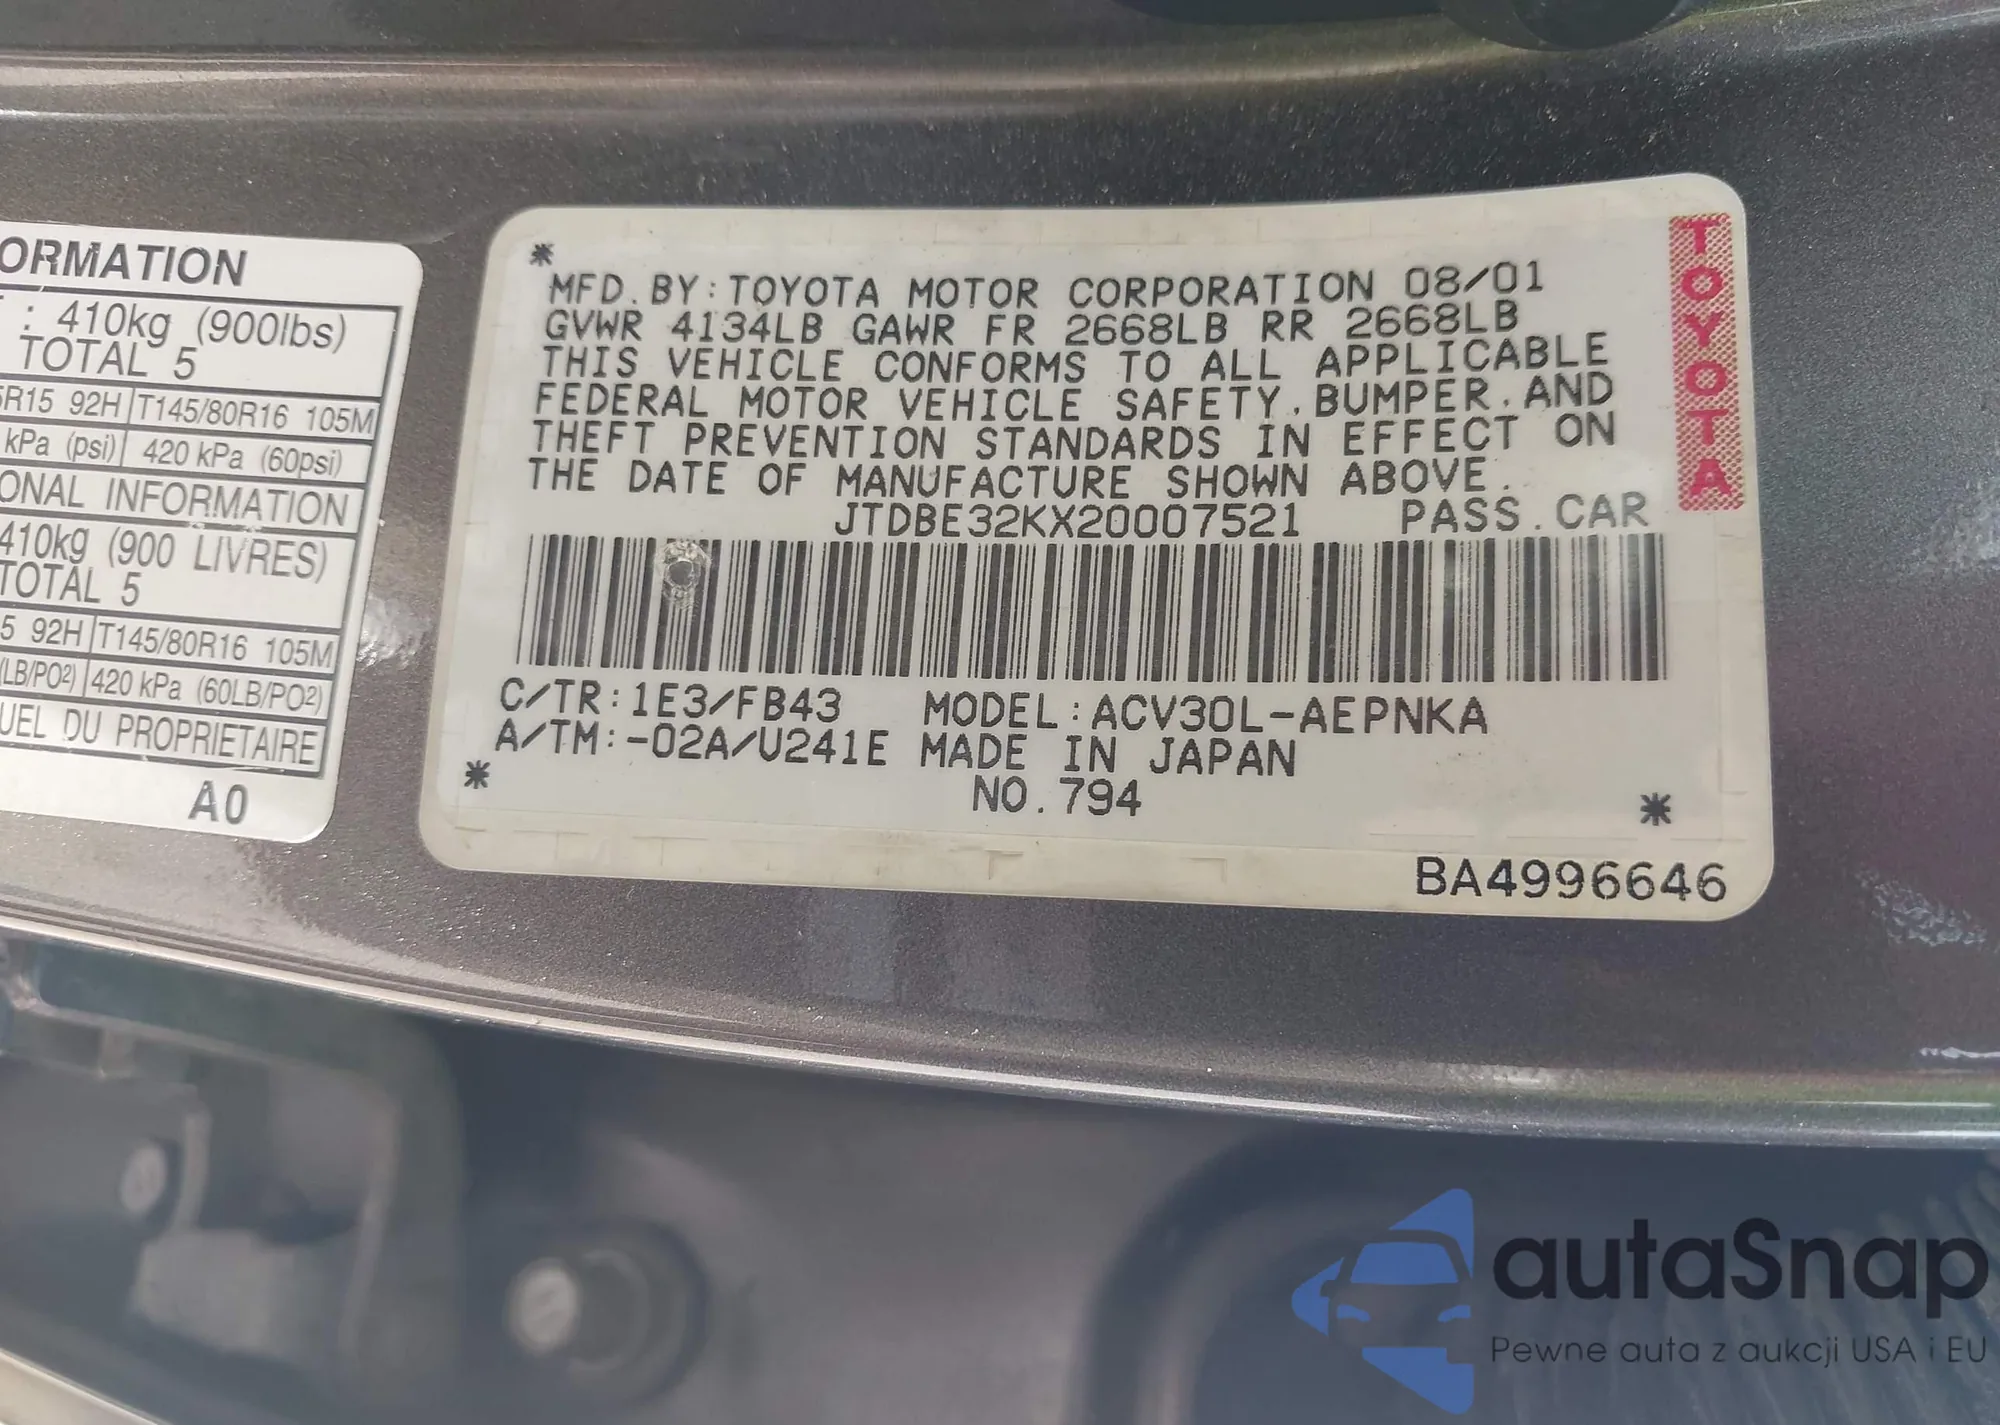 ORMATION
: 410kg (900lbs)
TOTAL 5
R15 92H T145/80R16 105M
kPa (psi) 420 kPa (60psi)
ONAL INFORMATION
410kg (900 LIVRES)
TOTAL 5
5 92H T145/80R16 105M
(LB/PO²) 420 kPa (60LB/PO²)
UEL DU PROPRIETAIRE
A0
*
MFD.BY:TOYOTA MOTOR CORPORATION 08/01
GVWR 4134LB GAWR FR 2668LB RR 2668LB
THIS VEHICLE CONFORMS TO ALL APPLICABLE
FEDERAL MOTOR VEHICLE SAFETY,BUMPER,AND
THEFT PREVENTION STANDARDS IN EFFECT ON
THE DATE OF MANUFACTURE SHOWN ABOVE.
JTDBE32KX20007521 PASS.CAR
C/TR:1E3/FB43 MODEL:ACV30L-AEPNKA
A/TM:-02A/U241E MADE IN JAPAN
* NO.794 *
BA4996646
TOYOTA
autaSnap
Pewne auta z aukcji USA i EU